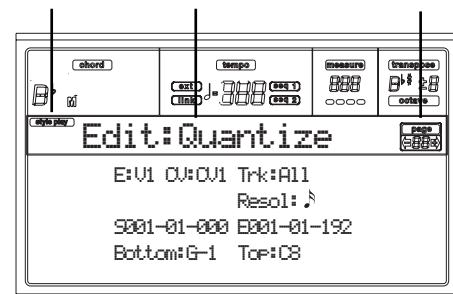 chord tempo measure transpose
ext seq 1
link seq 2
octave
style play Edit:Quantize page
E:V1 CV:CV1 Trk:All
Resol:
S001-01-000 E001-01-192
Bottom:G-1 Top:C8